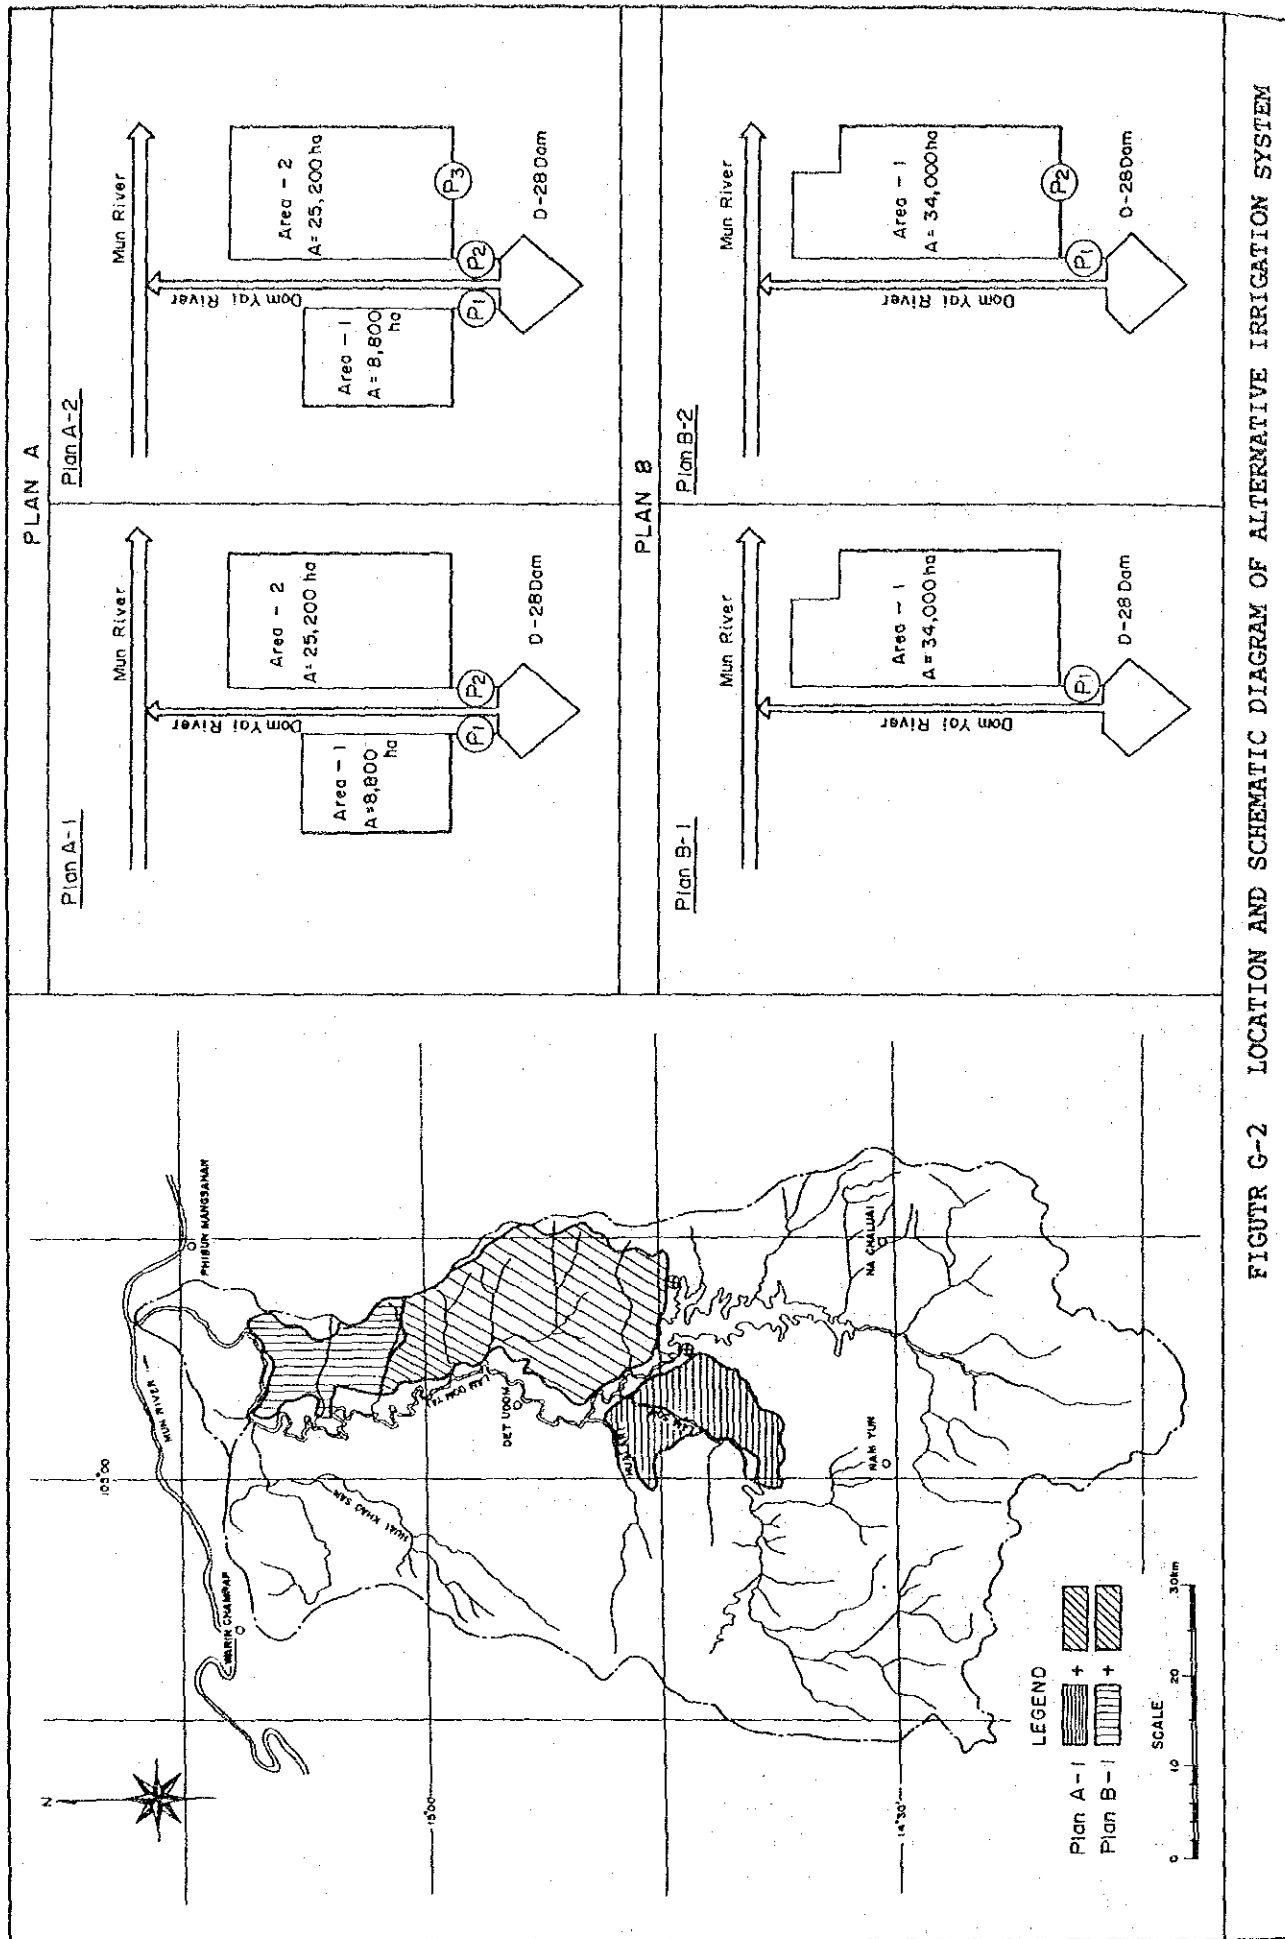 PLAN A
Plan A-1
Mun River
Dom Yai River
Area - 1
A=8,800
ha
Area - 2
A= 25,200 ha
P1
P2
D-28 Dam
Plan A-2
Mun River
Dom Yai River
Area - 1
A= 8,800
ha
Area - 2
A= 25,200 ha
P1
P2
P3
D-28 Dam
PLAN B
Plan B-1
Mun River
Dom Yai River
Area - 1
A= 34,000 ha
P1
D-28 Dam
Plan B-2
Mun River
Dom Yai River
Area - 1
A= 34,000 ha
P1
P2
D-28 Dam
N
105°00'
15°00'
14°30'
MUN RIVER
PHIBUN MANGSAHAN
WARIN CHAMRAP
HUAI KHAO SAN
LAM DOM YAI
DET UDOM
NA CHALUAI
NAM YUN
LEGEND
Plan A-1 +
Plan B-1 +
SCALE
0 10 20 30km
FIGUTR G-2 LOCATION AND SCHEMATIC DIAGRAM OF ALTERNATIVE IRRIGATION SYSTEM